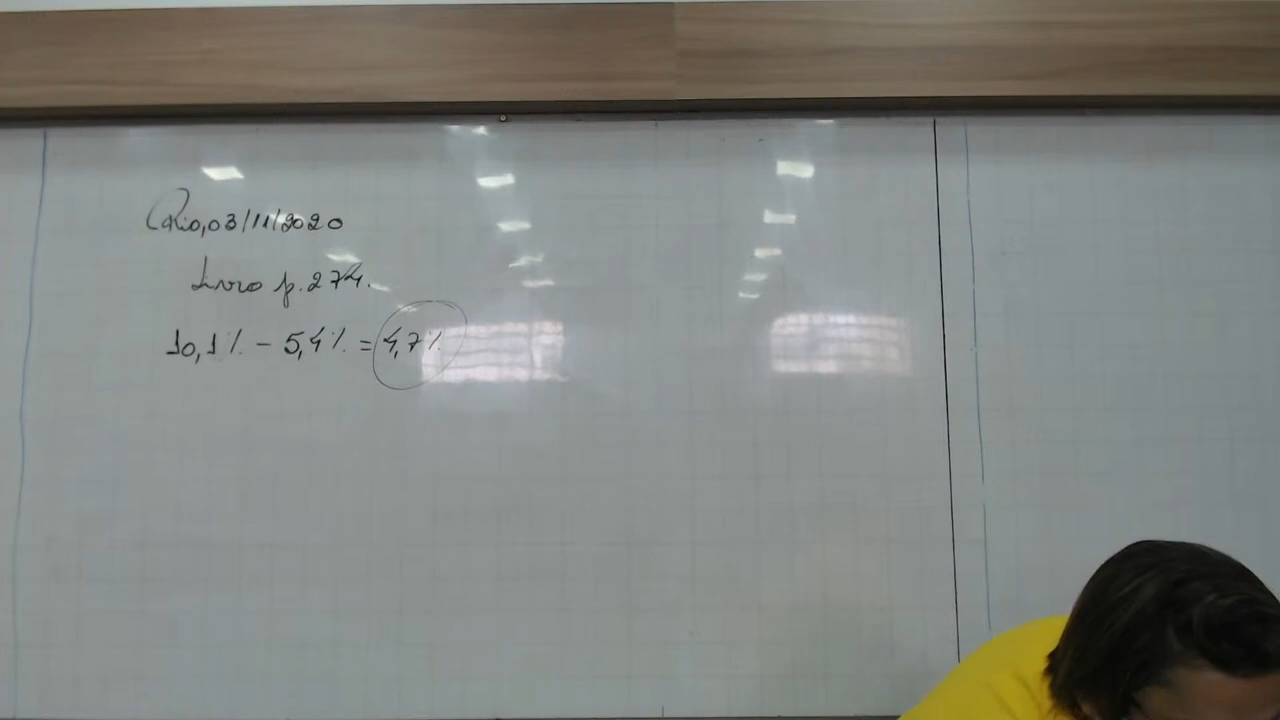 Rio, 03/11/2020
Livro p. 274.
10,1% - 5,4% = 4,7%